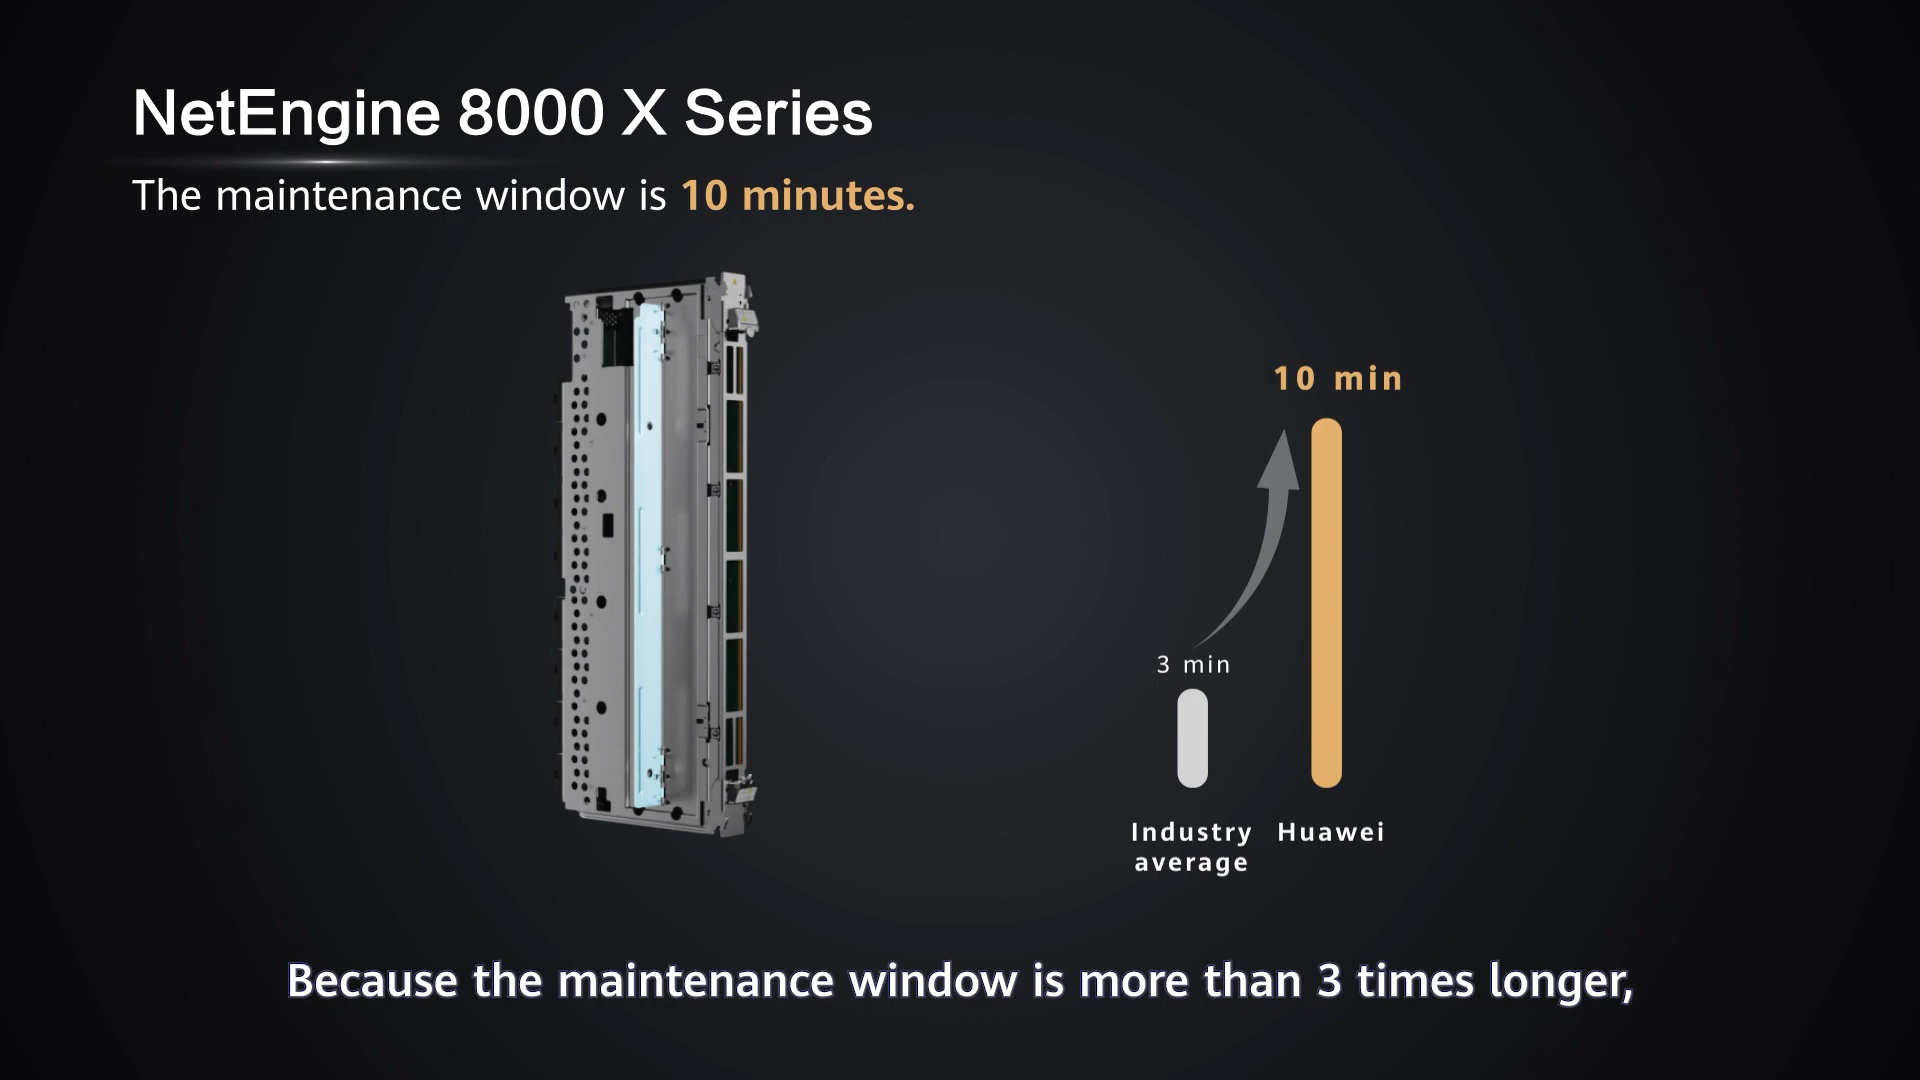 NetEngine 8000 X Series
The maintenance window is 10 minutes.
10 min
3 min
Industry average
Huawei
Because the maintenance window is more than 3 times longer,